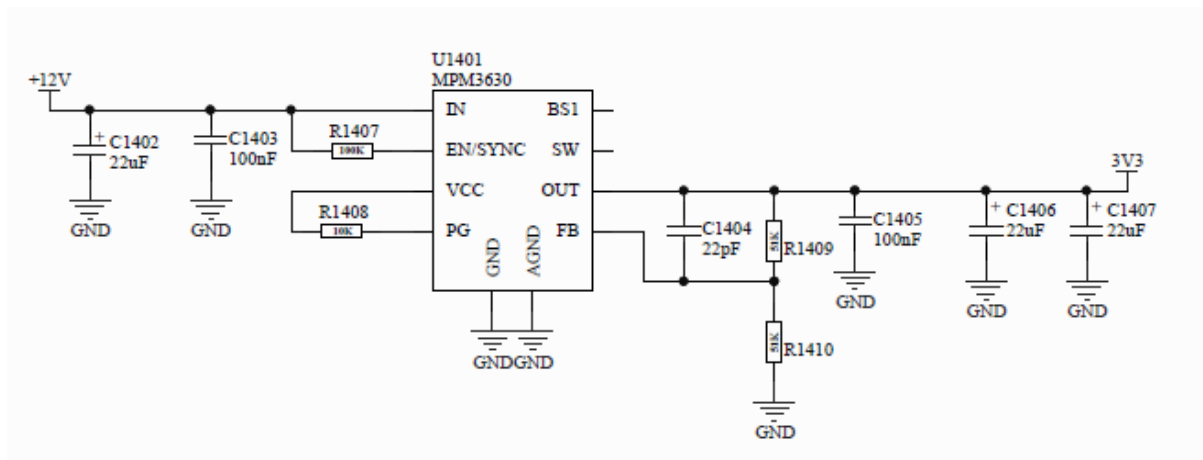 U1401
MPM3630
+12V
IN
BS1
R1407
100K
EN/SYNC
SW
+ C1402
22uF
C1403
100nF
3V3
VCC
OUT
R1408
10K
PG
FB
C1404
22pF
51K
R1409
C1405
100nF
+ C1406
22uF
+ C1407
22uF
GND
GND
GND
AGND
GND
GND
GND
GND
GND
51K
R1410
GND